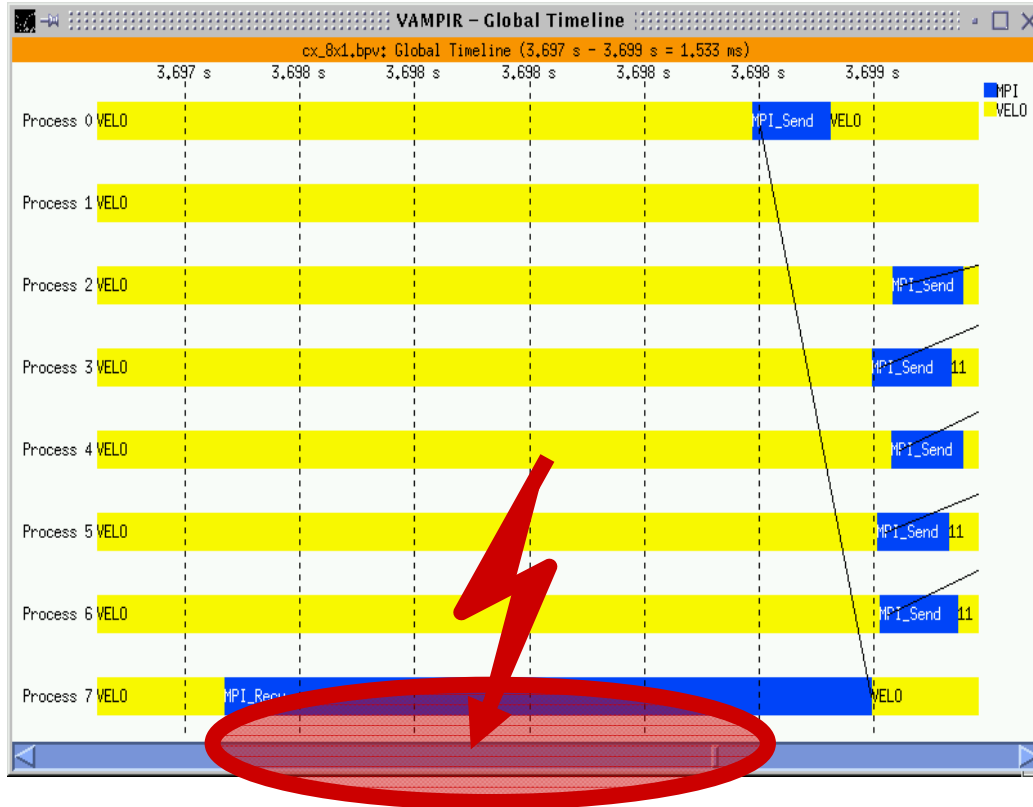 VAMPIR – Global Timeline
cx_8x1.bpv: Global Timeline (3.697 s - 3.699 s = 1.533 ms)
3.697 s 3.698 s 3.698 s 3.698 s 3.698 s 3.698 s 3.699 s
MPI
VELO
Process 0 VELO MPI_Send VELO
Process 1 VELO
Process 2 VELO MPI_Send
Process 3 VELO MPI_Send 11
Process 4 VELO MPI_Send
Process 5 VELO MPI_Send 11
Process 6 VELO MPI_Send 11
Process 7 VELO MPI_Recv VELO